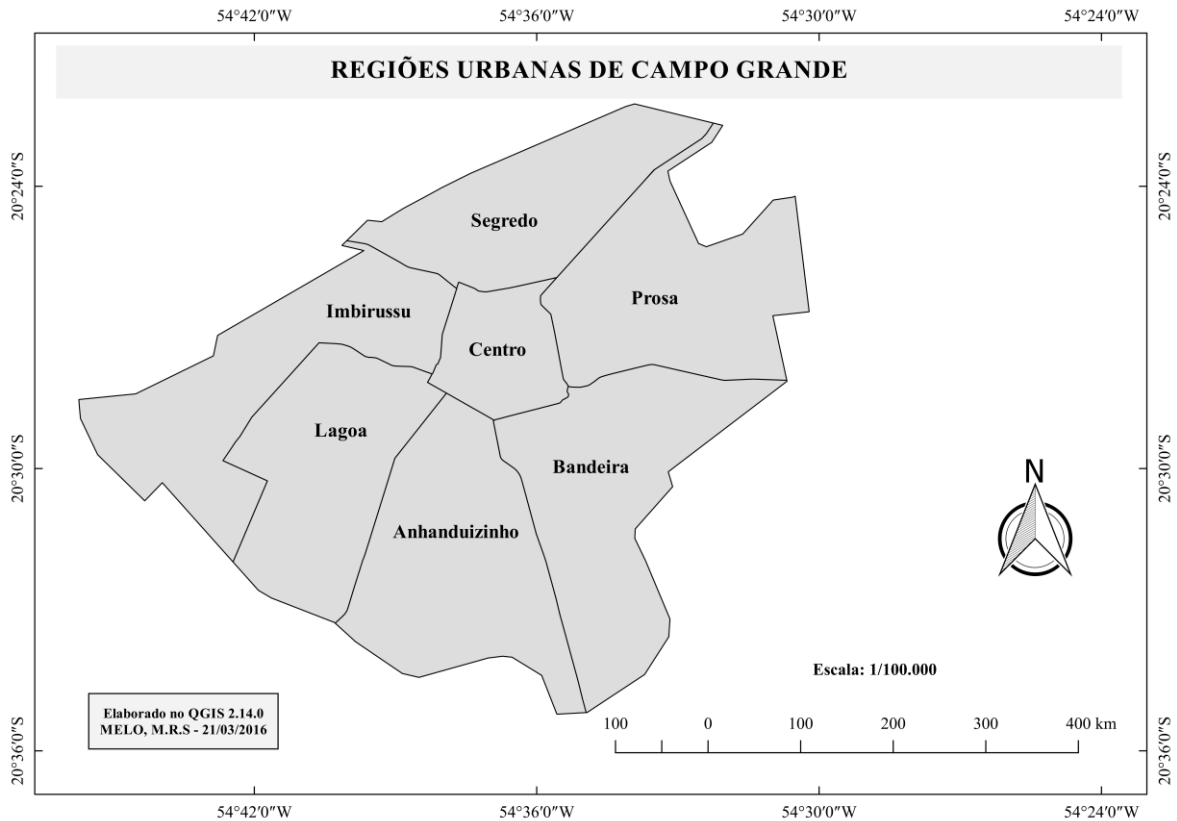 54°42'0"W 54°36'0"W 54°30'0"W 54°24'0"W
REGIÕES URBANAS DE CAMPO GRANDE
20°24'0"S 20°24'0"S
Segredo
Prosa
Imbirussu
Centro
Lagoa
Bandeira
20°30'0"S 20°30'0"S
N
Anhanduizinho
Escala: 1/100.000
Elaborado no QGIS 2.14.0
MELO, M.R.S - 21/03/2016
100 0 100 200 300 400 km
20°36'0"S 20°36'0"S
54°42'0"W 54°36'0"W 54°30'0"W 54°24'0"W